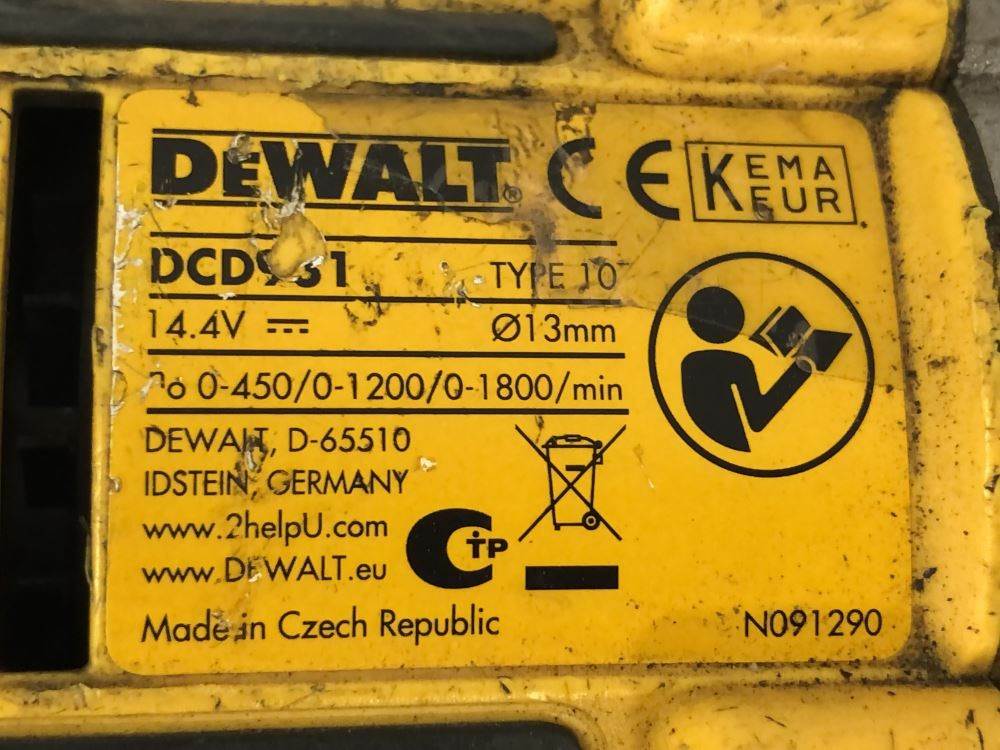 DEWALT®
CE KEMA KEUR
TYPE 10
14.4V Ø13mm
0-450/0-1200/0-1800/min
DEWALT, D-65510
IDSTEIN, GERMANY
www.2helpU.com
www.DEWALT.eu
Made in Czech Republic
N091290